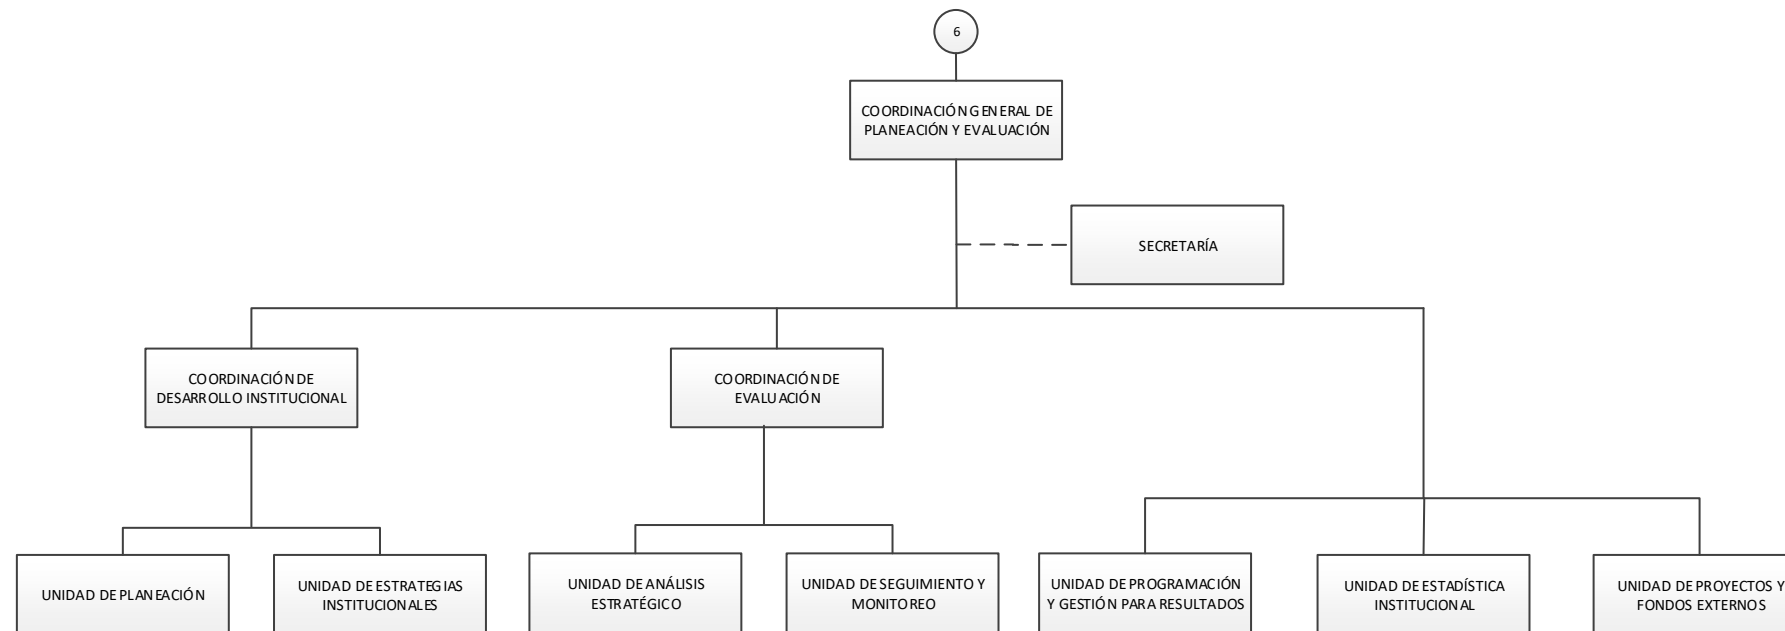 6
COORDINACIÓN GENERAL DE
PLANEACIÓN Y EVALUACIÓN
SECRETARÍA
COORDINACIÓN DE
DESARROLLO INSTITUCIONAL
COORDINACIÓN DE
EVALUACIÓN
UNIDAD DE PLANEACIÓN
UNIDAD DE ESTRATEGIAS
INSTITUCIONALES
UNIDAD DE ANÁLISIS
ESTRATÉGICO
UNIDAD DE SEGUIMIENTO Y
MONITOREO
UNIDAD DE PROGRAMACIÓN
Y GESTIÓN PARA RESULTADOS
UNIDAD DE ESTADÍSTICA
INSTITUCIONAL
UNIDAD DE PROYECTOS Y
FONDOS EXTERNOS